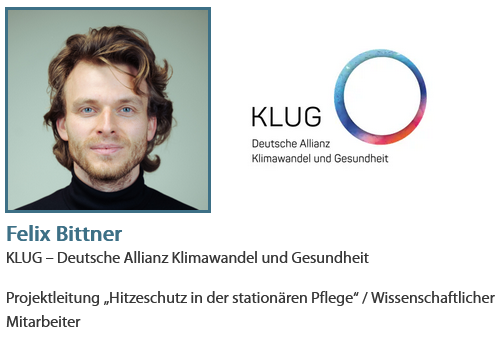 KLUG
Deutsche Allianz
Klimawandel und Gesundheit
Felix Bittner
KLUG – Deutsche Allianz Klimawandel und Gesundheit
Projektleitung „Hitzeschutz in der stationären Pflege“ / Wissenschaftlicher
Mitarbeiter